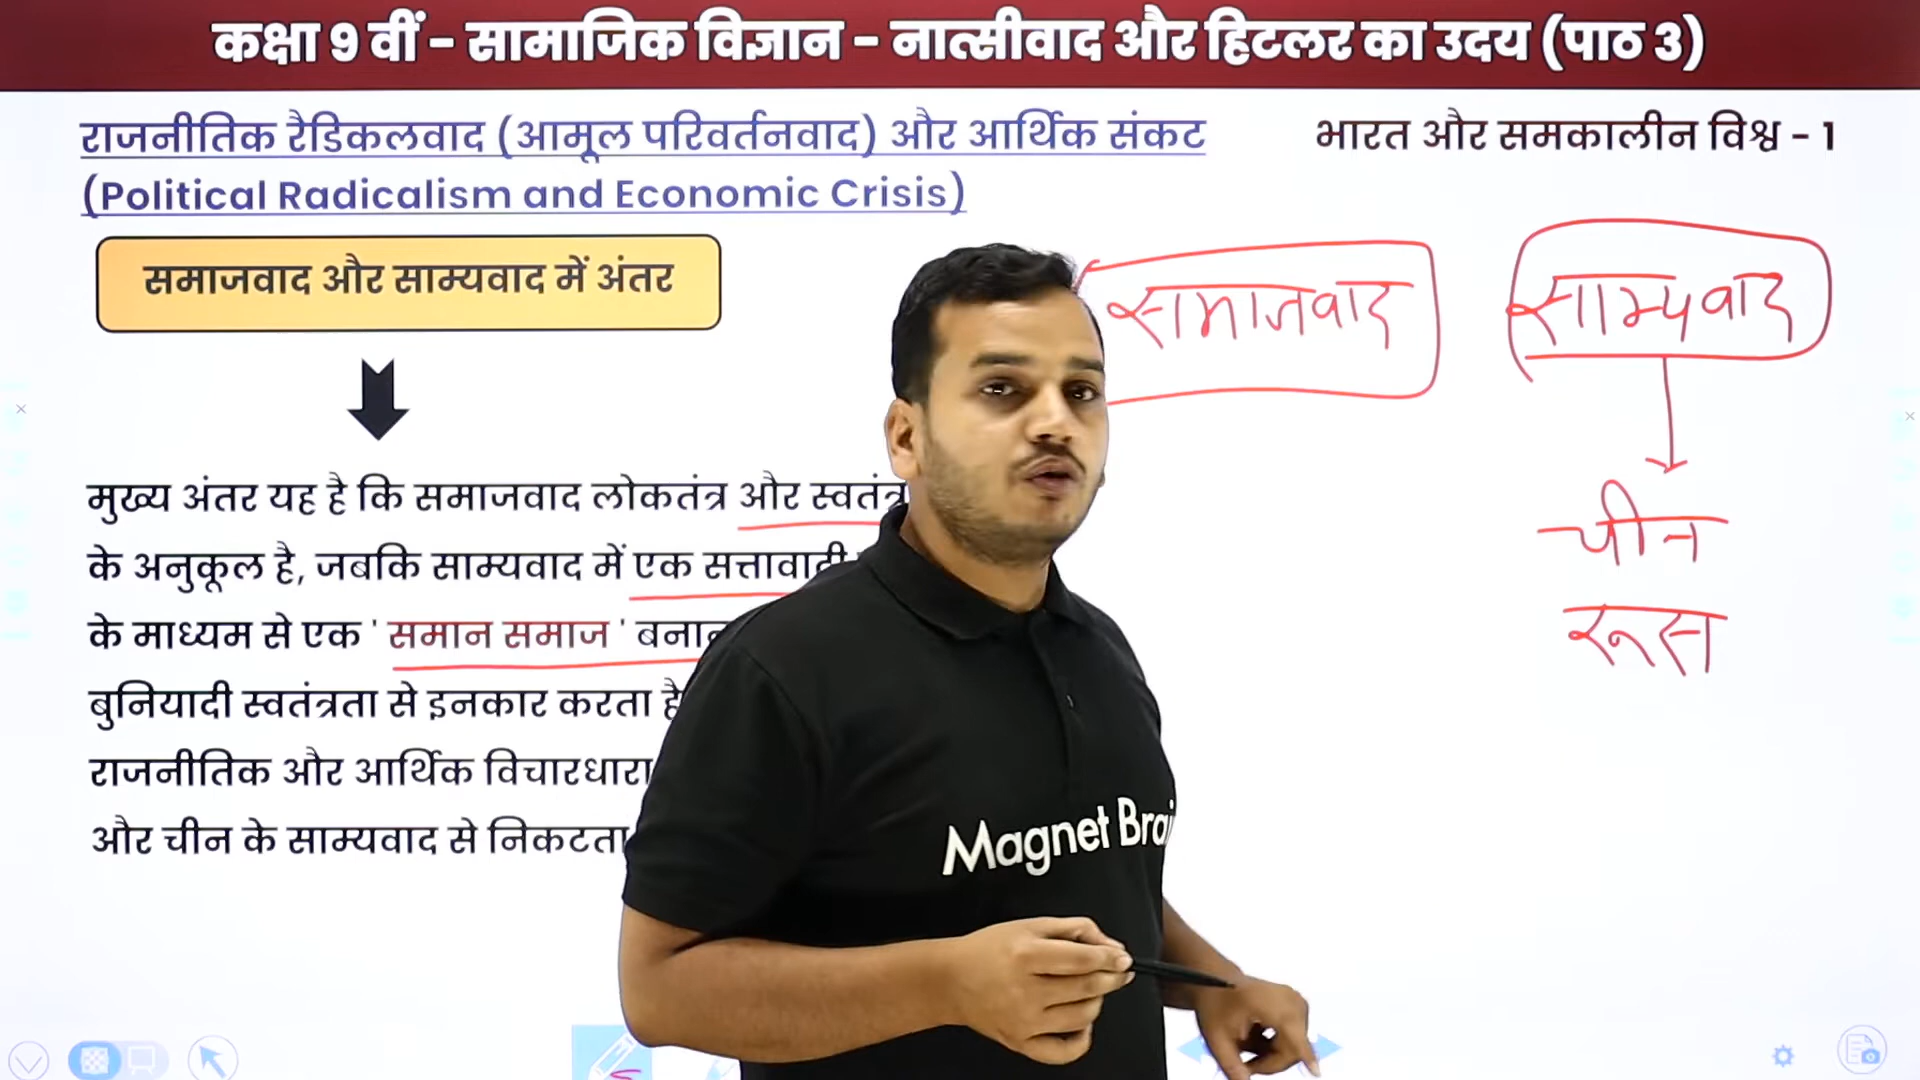 कक्षा 9 वीं - सामाजिक विज्ञान - नात्सीवाद और हिटलर का उदय (पाठ 3)
राजनीतिक रैडिकलवाद (आमूल परिवर्तनवाद) और आर्थिक संकट
(Political Radicalism and Economic Crisis)
भारत और समकालीन विश्व - 1
समाजवाद और साम्यवाद में अंतर
समाजवाद
साम्यवाद
चीन
रूस
मुख्य अंतर यह है कि समाजवाद लोकतंत्र और
के अनुकूल है, जबकि साम्यवाद में एक सत्तावादी
के माध्यम से एक ' समान समाज '
बुनियादी स्वतंत्रता से इनकार करता है
राजनीतिक और आर्थिक विचारधारा
और चीन के साम्यवाद से निकटता
Magnet